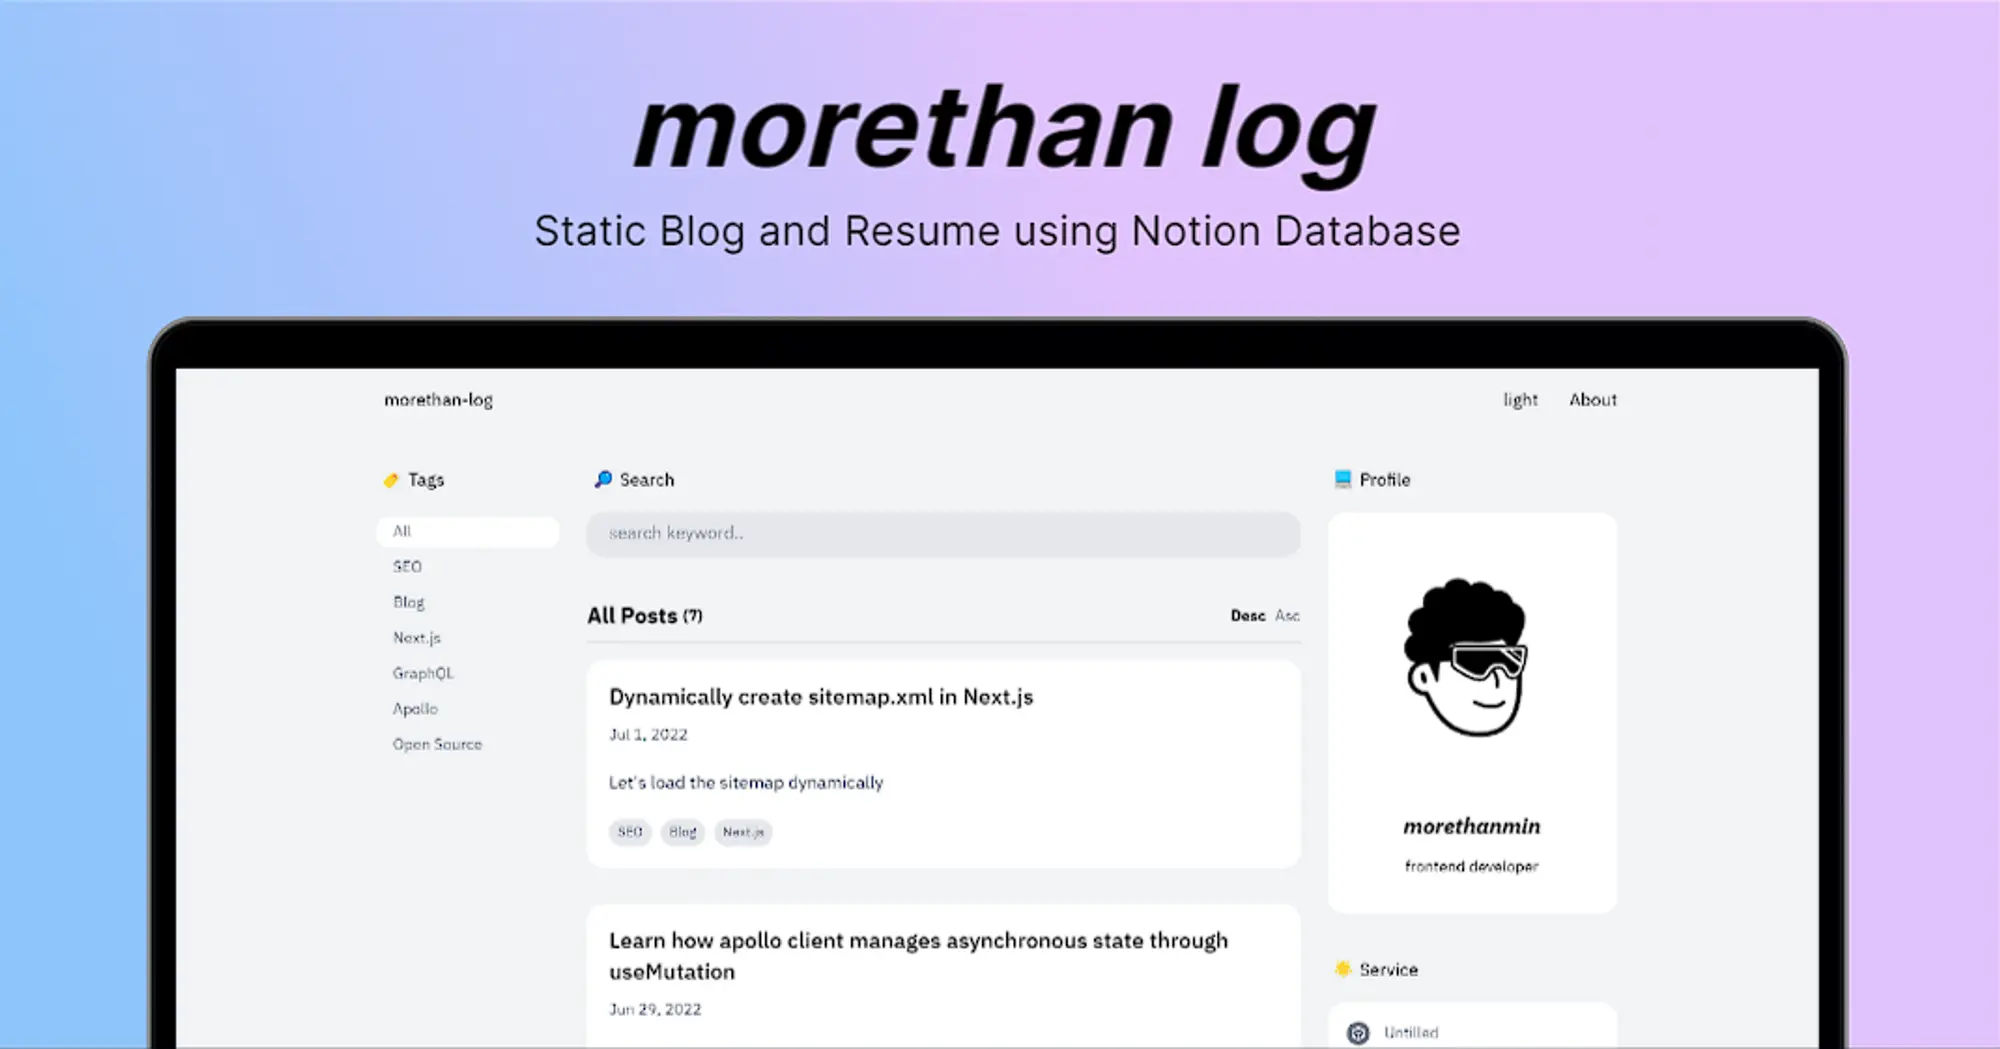 morethan log
Static Blog and Resume using Notion Database
morethan-log
light About
Tags
All
SEO
Blog
Next.js
GraphQL
Apollo
Open Source
Search
search keyword..
All Posts (7)
Desc Asc
Dynamically create sitemap.xml in Next.js
Jul 1, 2022
Let's load the sitemap dynamically
SEO Blog Next.js
Learn how apollo client manages asynchronous state through
useMutation
Jun 29, 2022
Profile
morethanmin
frontend developer
Service
Untitled